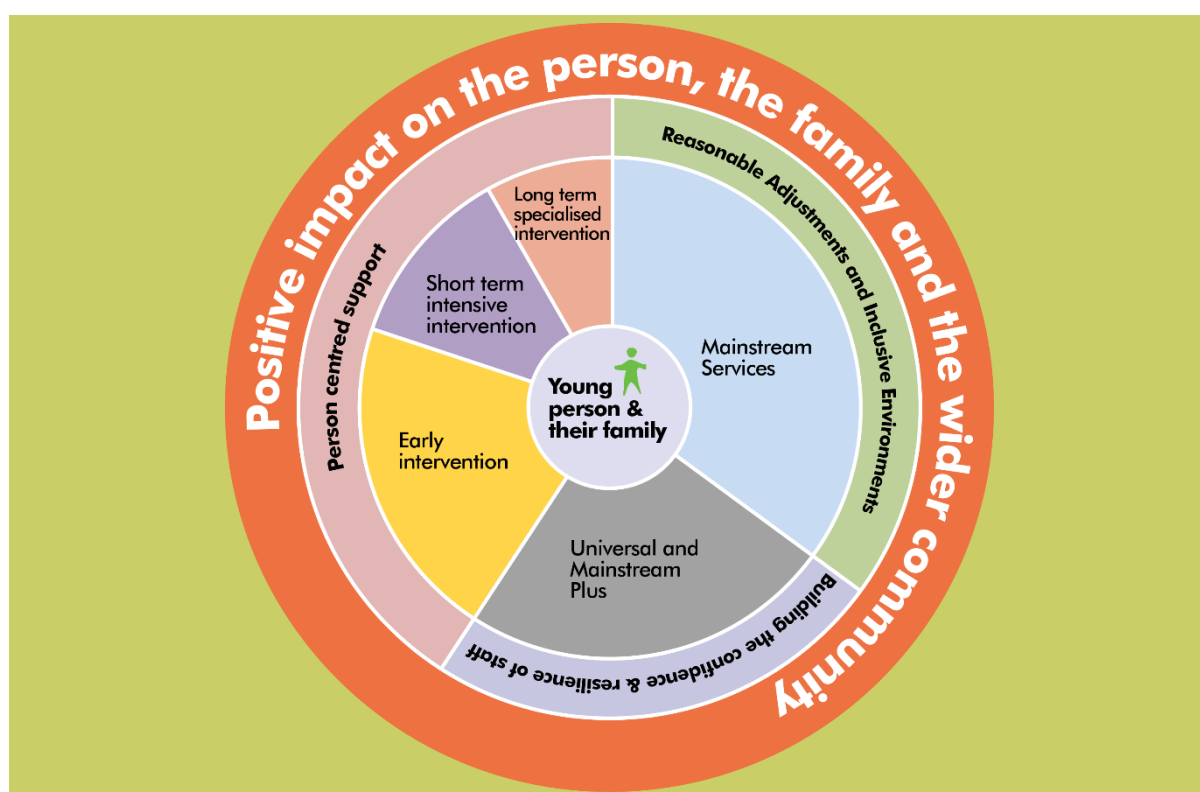 Positive impact on the person, the family and the wider community
Reasonable Adjustments and Inclusive Environments
Person centred support
Building the confidence & resilience of staff
Long term
specialised
intervention
Short term
intensive
intervention
Mainstream
Services
Young
person &
their family
Early
intervention
Universal and
Mainstream
Plus